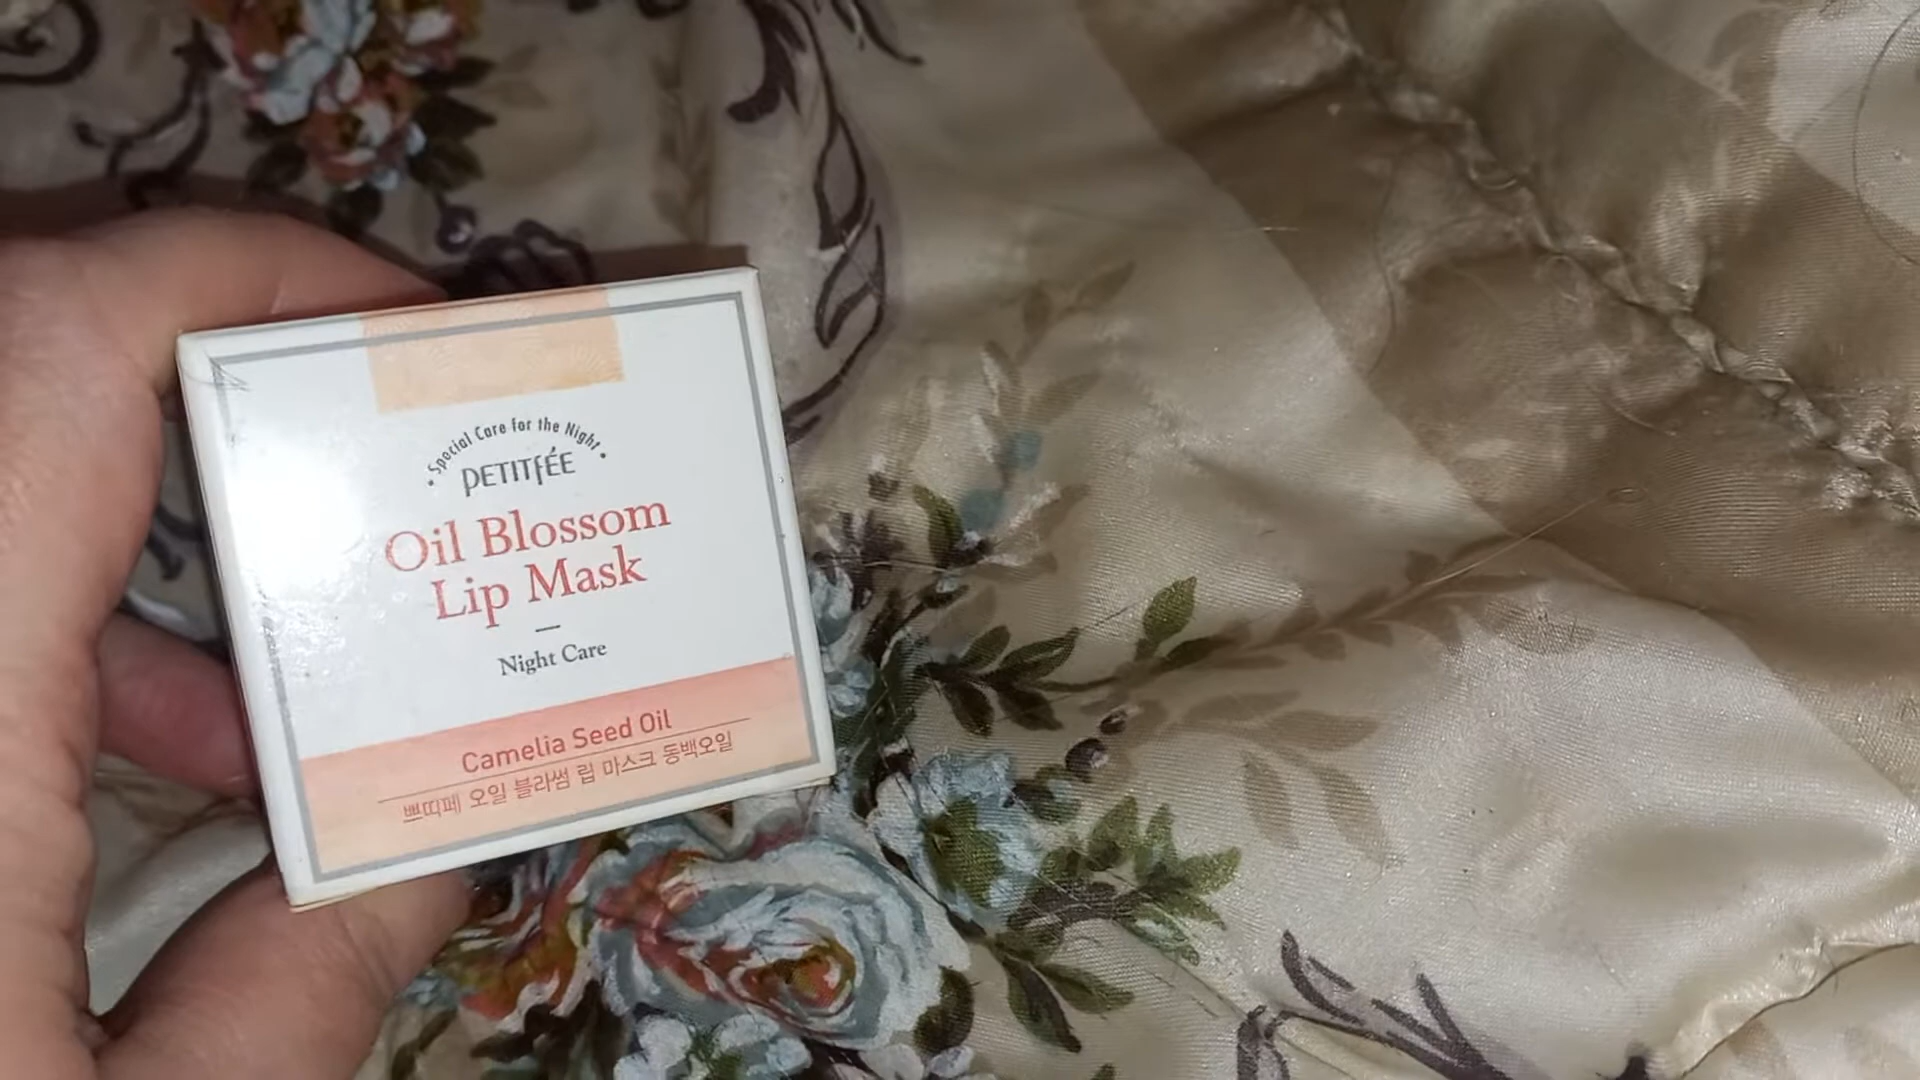 Special Care for the Night
PETITFÉE
Oil Blossom
Lip Mask
Night Care
Camelia Seed Oil
쁘띠페 오일 블라썸 립 마스크 동백오일